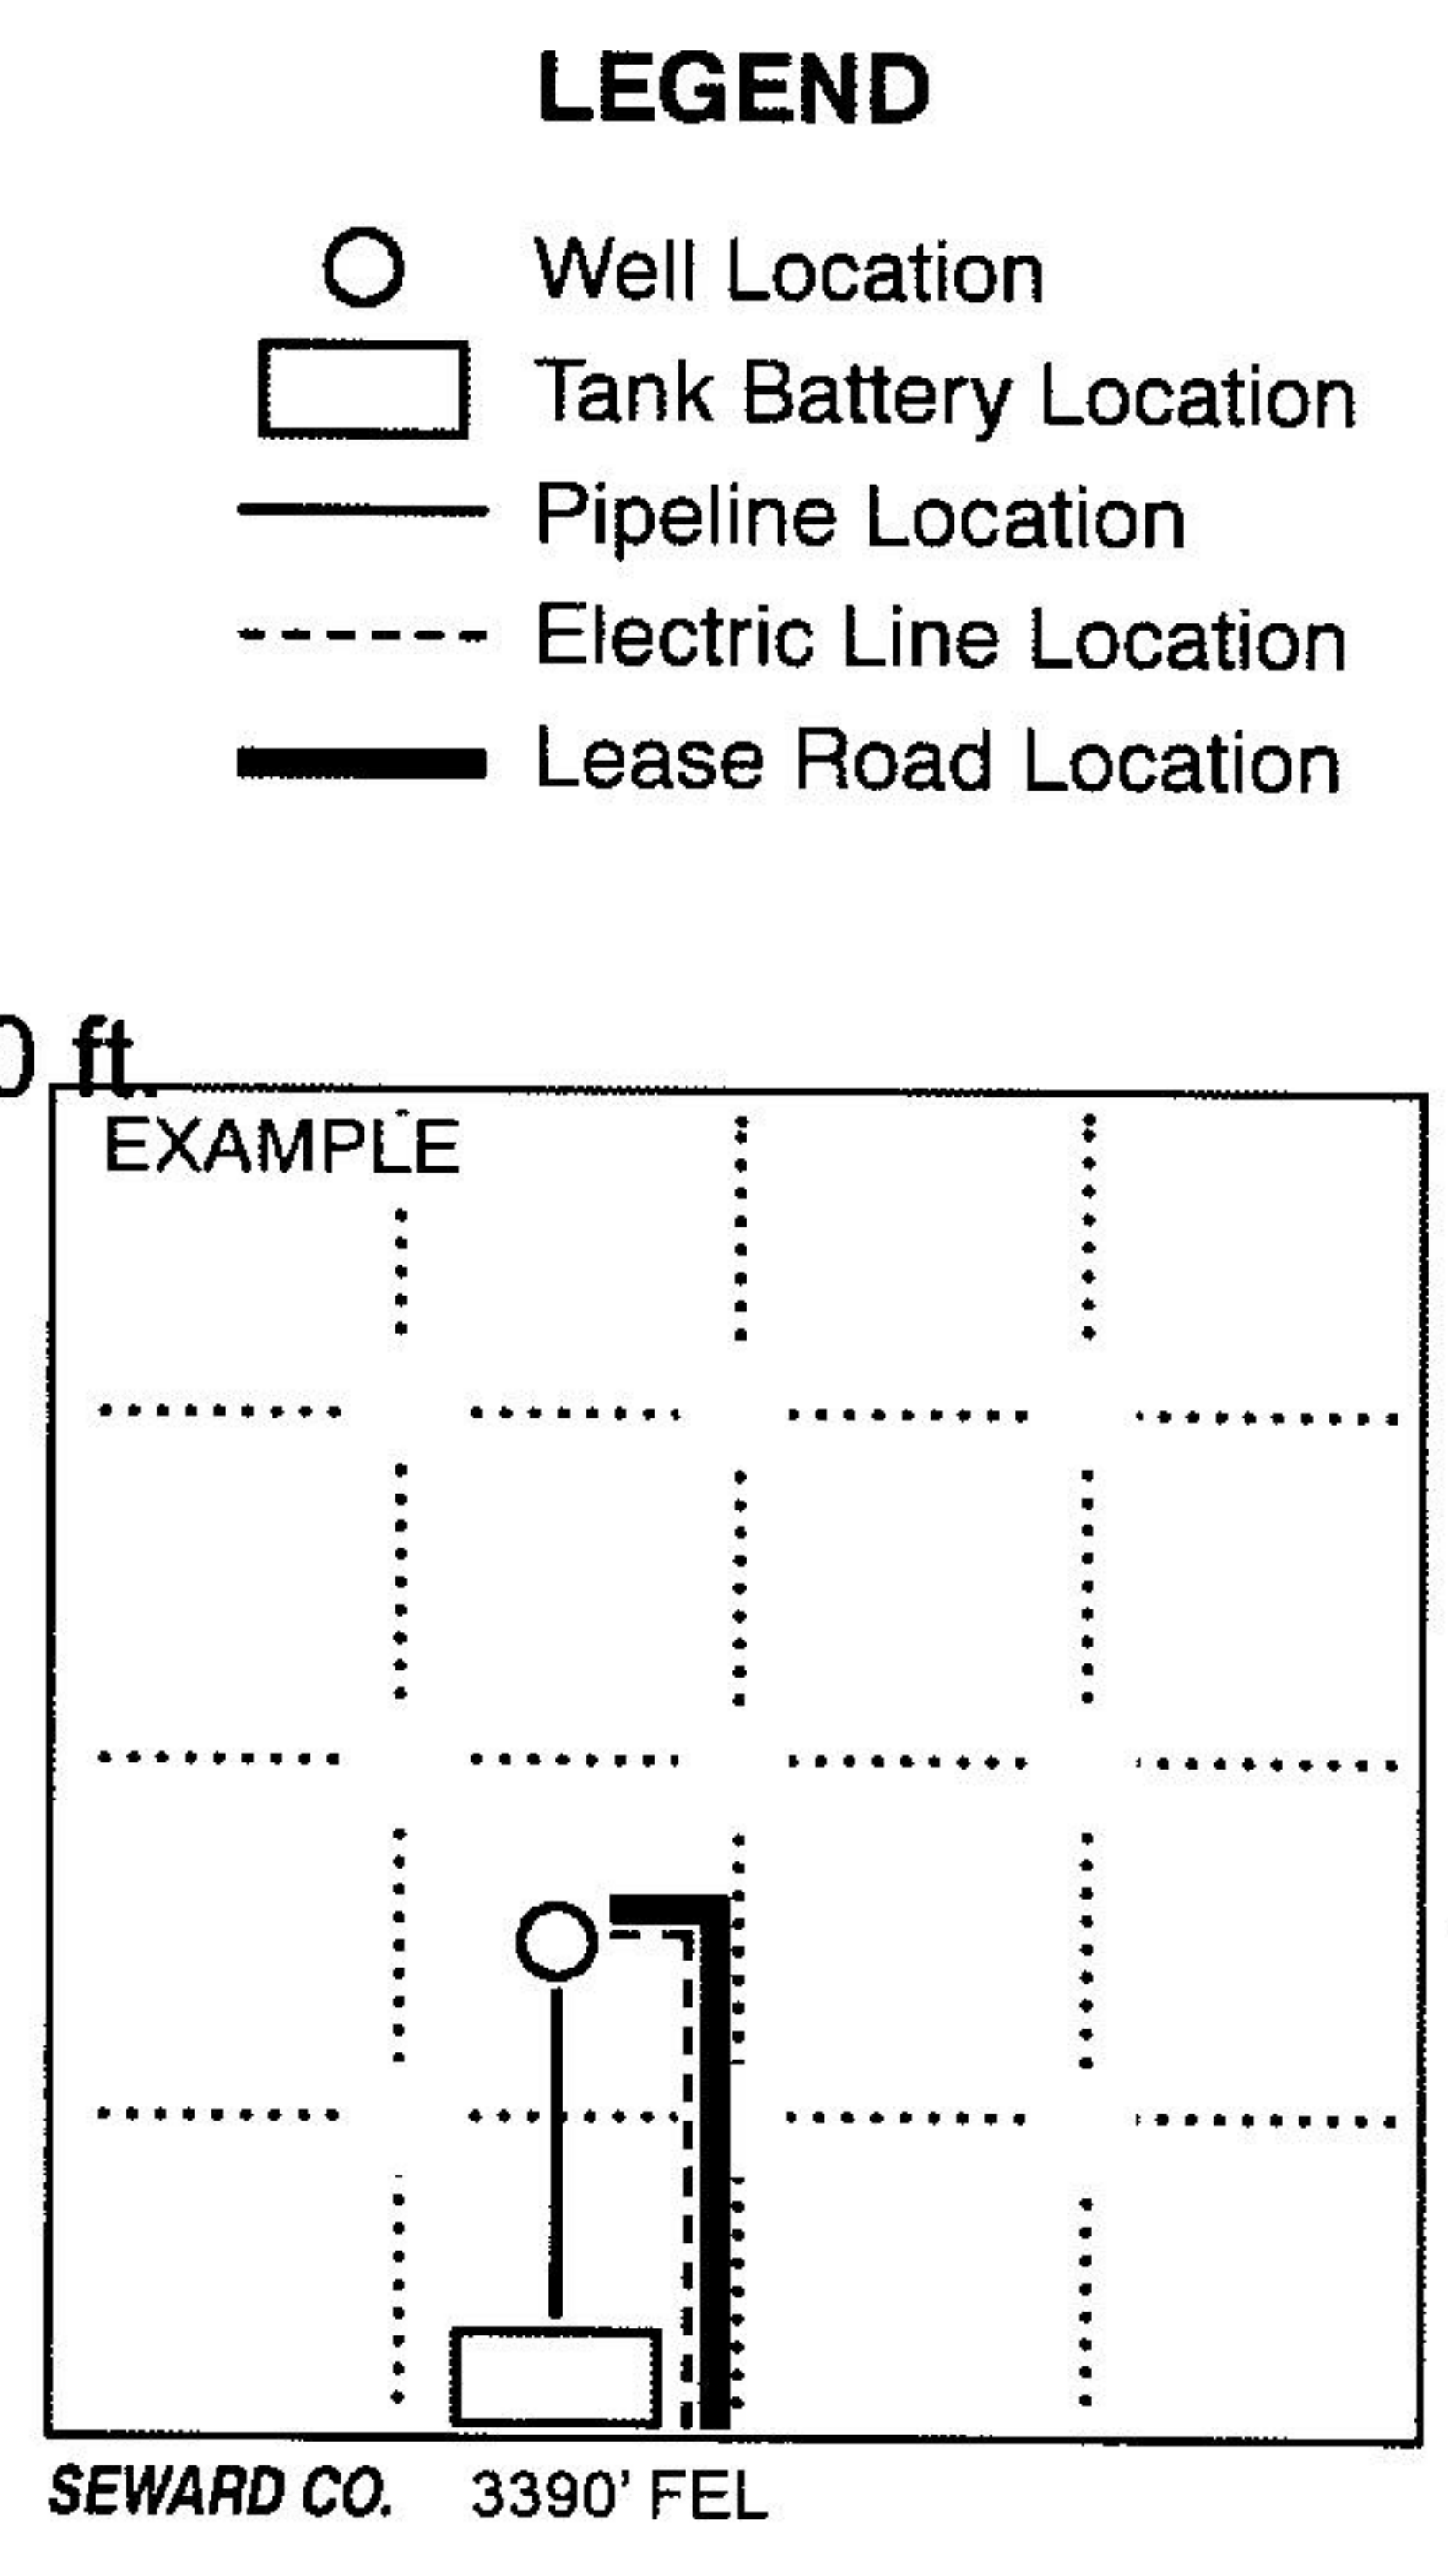 LEGEND
Well Location
Tank Battery Location
Pipeline Location
Electric Line Location
Lease Road Location
0 ft.
EXAMPLE
SEWARD CO. 3390' FEL